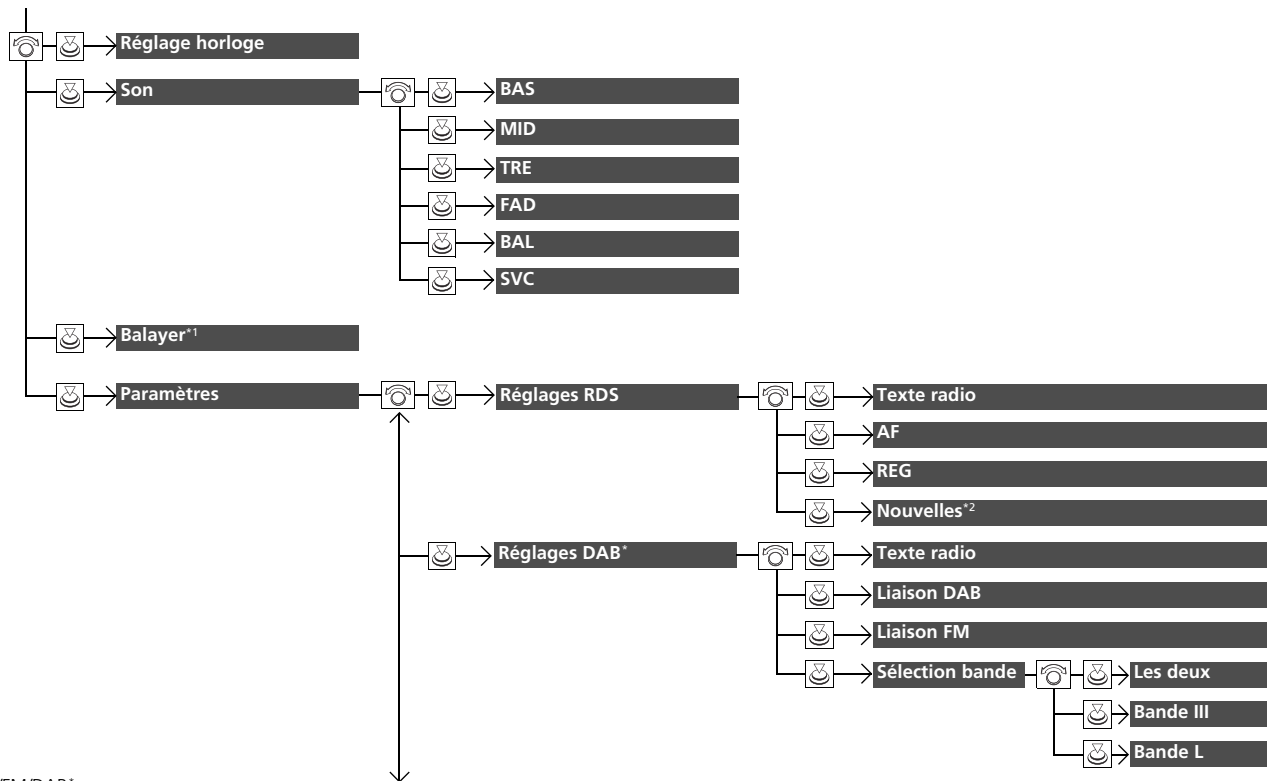 Réglage horloge
Son
BAS
MID
TRE
FAD
BAL
SVC
Balayer*1
Paramètres
Réglages RDS
Texte radio
AF
REG
Nouvelles*2
Réglages DAB*
Texte radio
Liaison DAB
Liaison FM
Sélection bande
Les deux
Bande III
Bande L